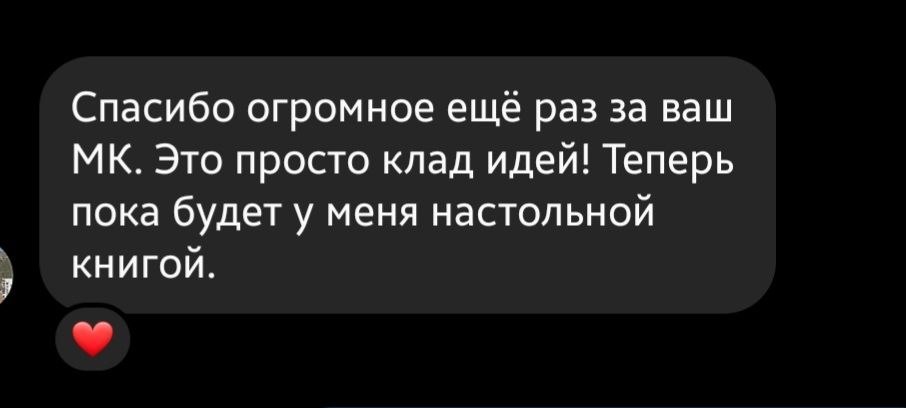 Спасибо огромное ещё раз за ваш
МК. Это просто клад идей! Теперь
пока будет у меня настольной
книгой.